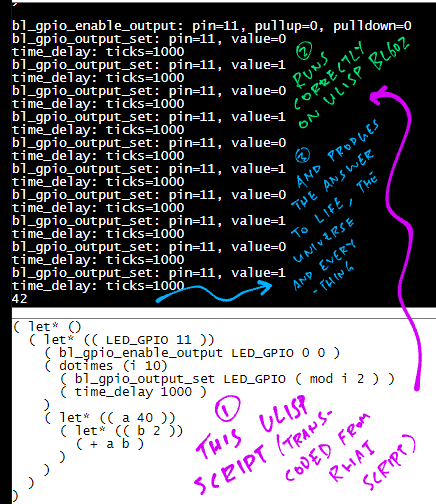 bl_gpio_enable_output: pin=11, pullup=0, pulldown=0
bl_gpio_output_set: pin=11, value=0
time_delay: ticks=1000
bl_gpio_output_set: pin=11, value=1
time_delay: ticks=1000
bl_gpio_output_set: pin=11, value=0
time_delay: ticks=1000
bl_gpio_output_set: pin=11, value=1
time_delay: ticks=1000
bl_gpio_output_set: pin=11, value=0
time_delay: ticks=1000
bl_gpio_output_set: pin=11, value=1
time_delay: ticks=1000
bl_gpio_output_set: pin=11, value=0
time_delay: ticks=1000
bl_gpio_output_set: pin=11, value=1
time_delay: ticks=1000
bl_gpio_output_set: pin=11, value=0
time_delay: ticks=1000
bl_gpio_output_set: pin=11, value=1
time_delay: ticks=1000
42
②
RUNS
CORRECTLY
ON ULISP BL602
③
AND PRODUCES
THE ANSWER
TO LIFE, THE
UNIVERSE
AND EVERY
-THING
( let* ()
( let* (( LED_GPIO 11 ))
( bl_gpio_enable_output LED_GPIO 0 0 )
( dotimes (i 10)
( bl_gpio_output_set LED_GPIO ( mod i 2 ) )
( time_delay 1000 )
)
( let* (( a 40 ))
( let* (( b 2 ))
( + a b )
)
)
)
)
①
THIS ULISP
SCRIPT (TRANS-
CODED FROM
RHAI
SCRIPT)